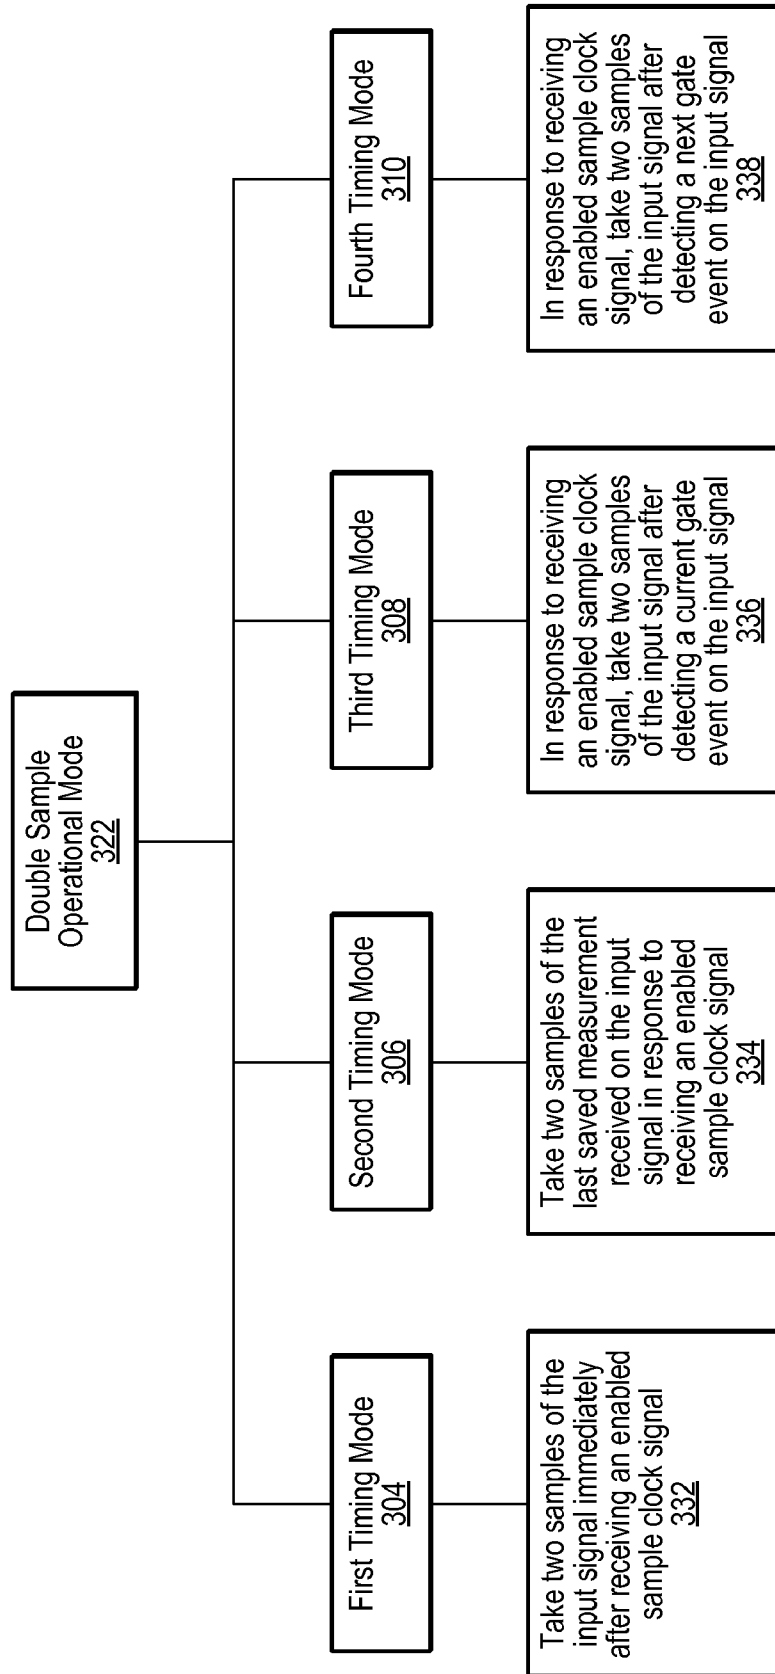 Double Sample
Operational Mode
322
First Timing Mode
304
Second Timing Mode
306
Third Timing Mode
308
Fourth Timing Mode
310
Take two samples of the
input signal immediately
after receiving an enabled
sample clock signal
332
Take two samples of the
last saved measurement
received on the input
signal in response to
receiving an enabled
sample clock signal
334
In response to receiving
an enabled sample clock
signal, take two samples
of the input signal after
detecting a current gate
event on the input signal
336
In response to receiving
an enabled sample clock
signal, take two samples
of the input signal after
detecting a next gate
event on the input signal
338